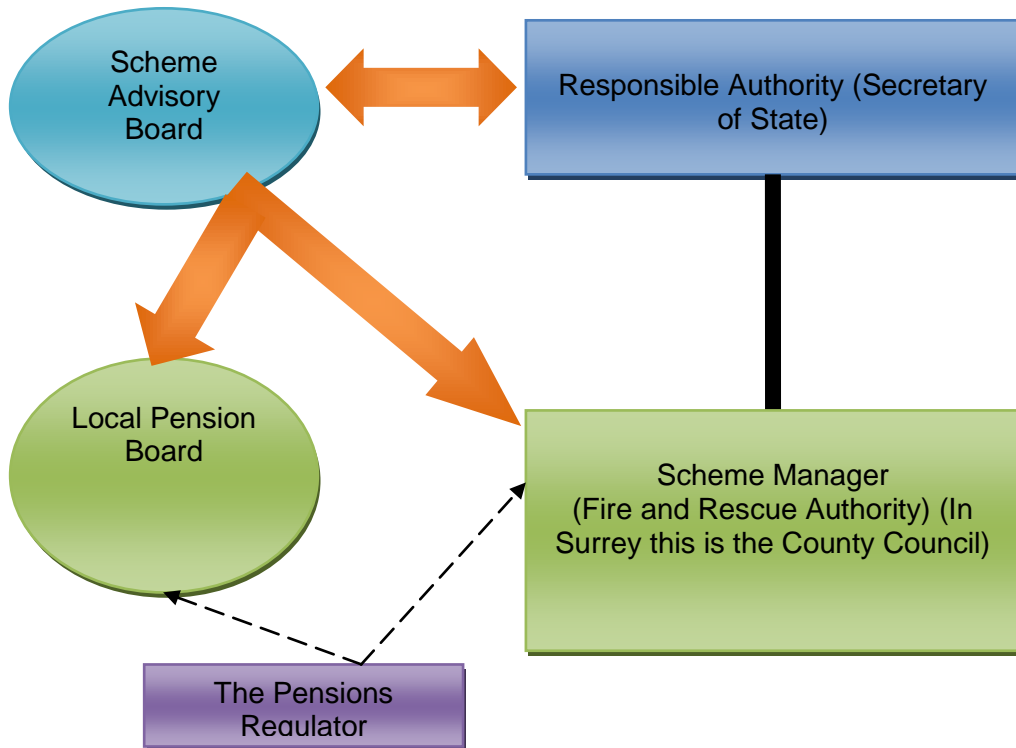 Scheme
Advisory
Board
Responsible Authority (Secretary
of State)
Local Pension
Board
Scheme Manager
(Fire and Rescue Authority) (In
Surrey this is the County Council)
The Pensions
Regulator